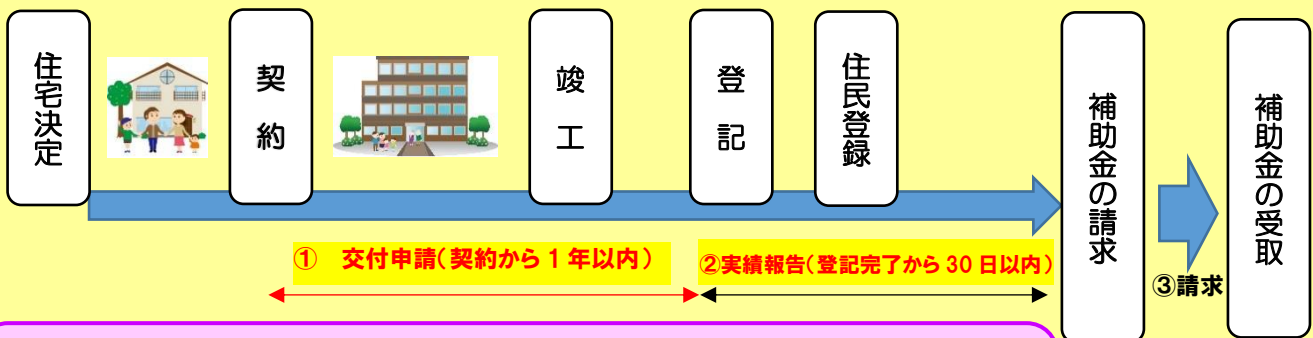 住宅決定
契約
竣工
登記
住民登録
補助金の請求
補助金の受取
① 交付申請(契約から1年以内)
②実績報告(登記完了から30日以内)
③請求